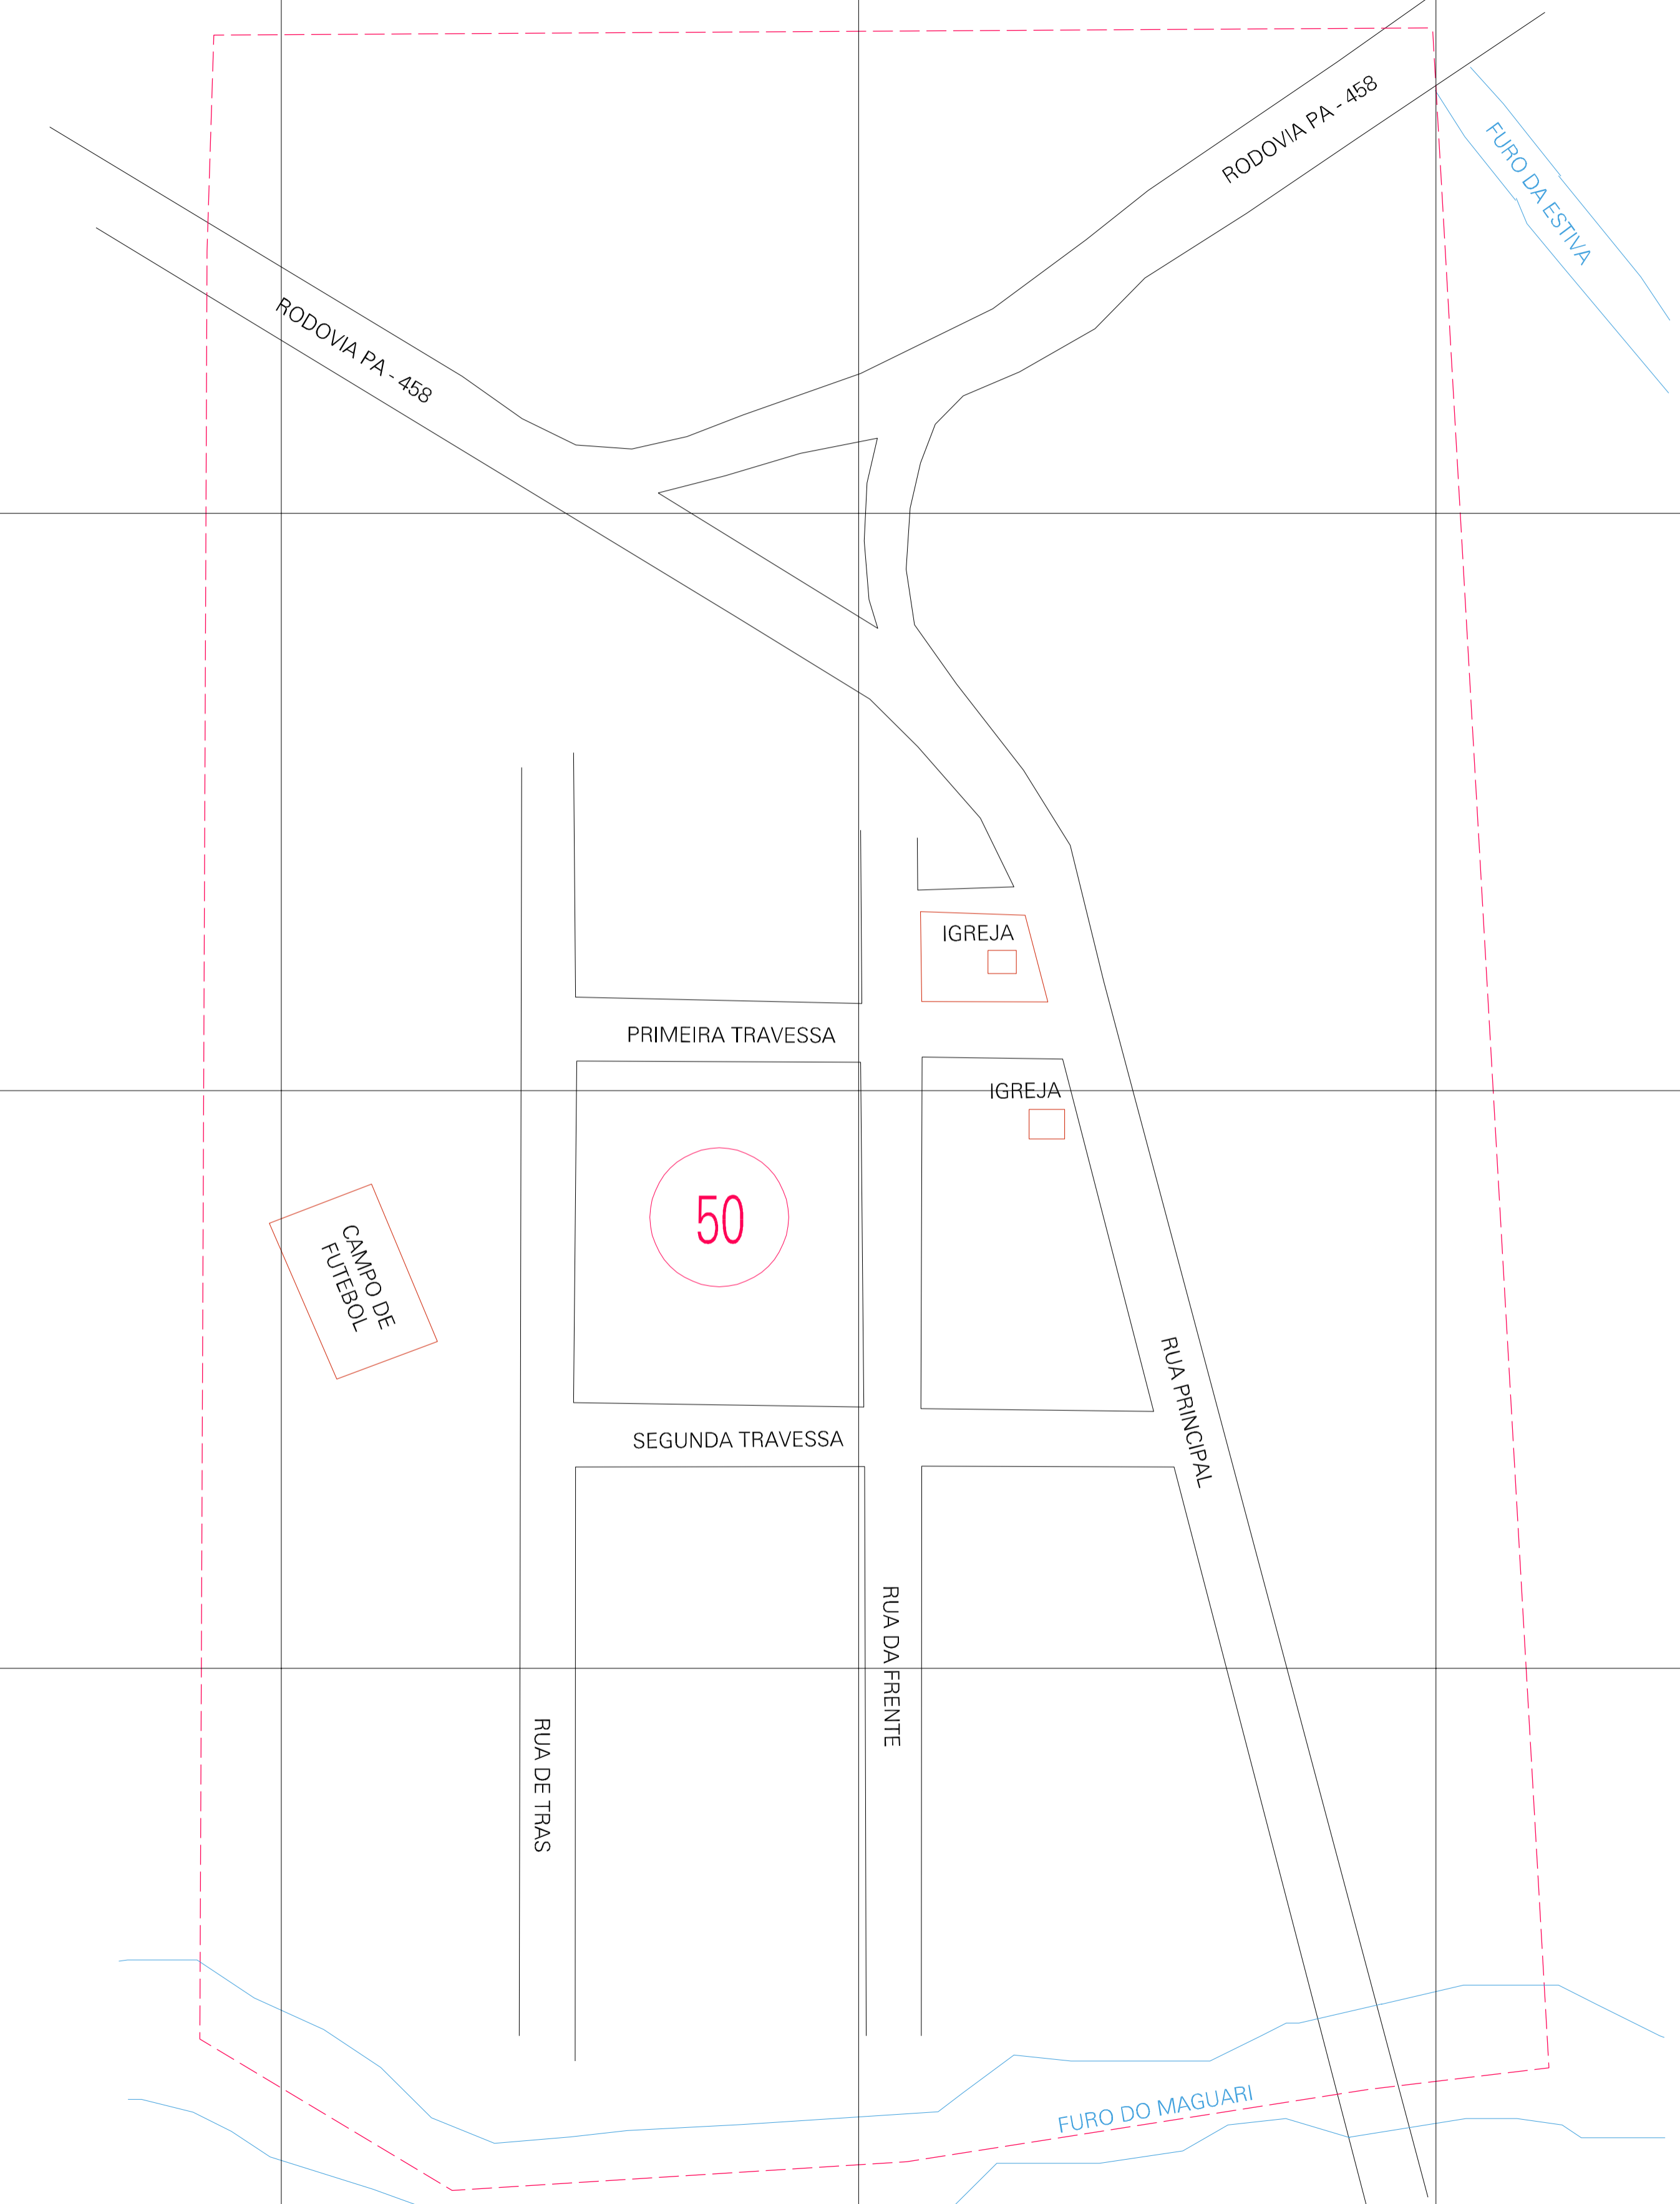 RODOVIA PA - 458
FURO DA ESTIVA
RODOVIA PA - 458
IGREJA
PRIMEIRA TRAVESSA
IGREJA
50
CAMPO DE
FUTEBOL
RUA PRINCIPAL
SEGUNDA TRAVESSA
RUA DA FRENTE
RUA DE TRAS
FURO DO MAGUARI